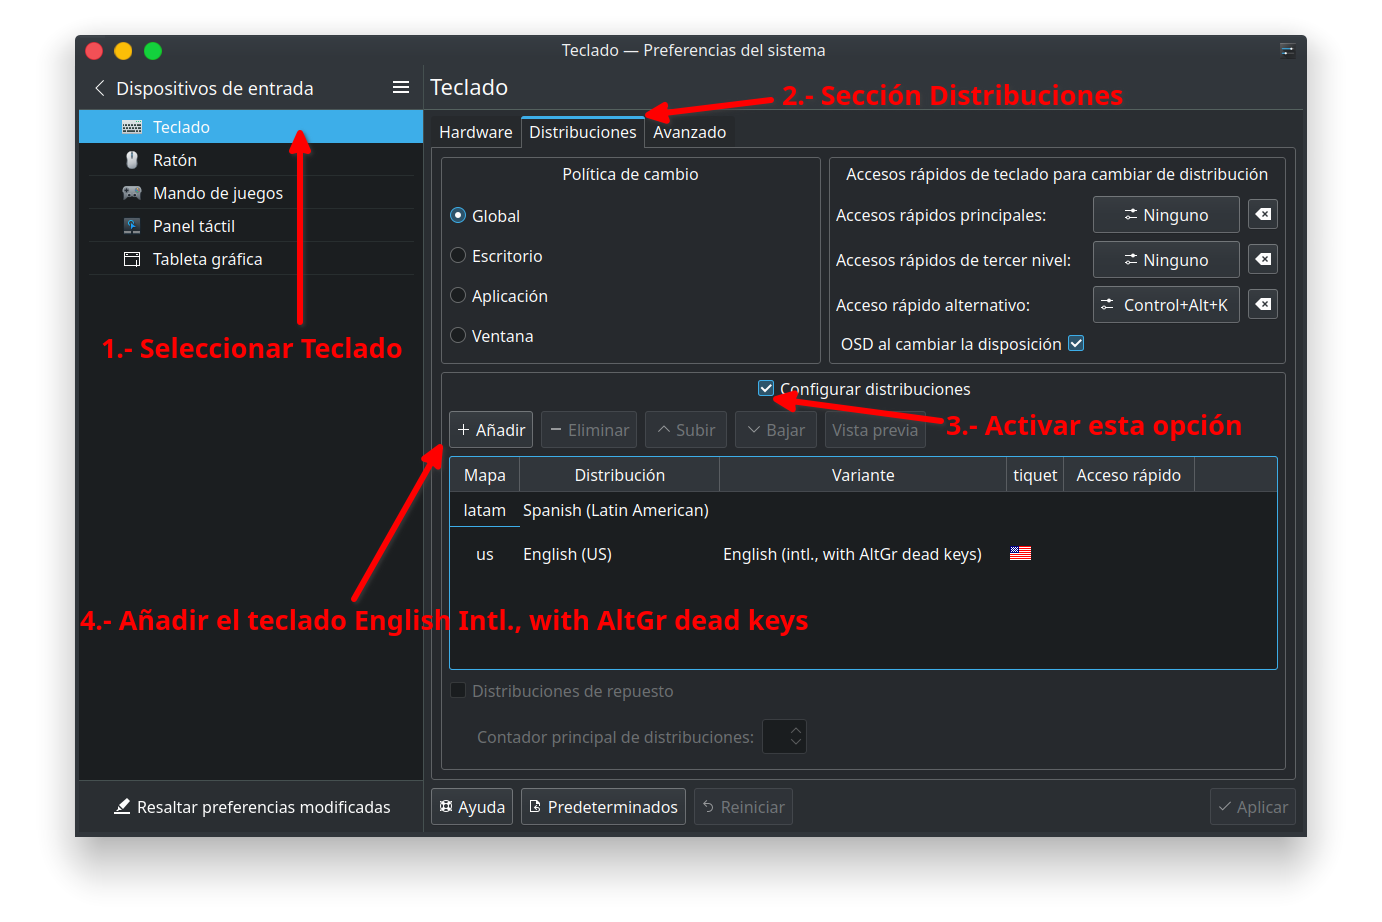 Teclado — Preferencias del sistema
Dispositivos de entrada
Teclado
Ratón
Mando de juegos
Panel táctil
Tableta gráfica
1.- Seleccionar Teclado
Resaltar preferencias modificadas
Teclado
2.- Sección Distribuciones
Hardware Distribuciones Avanzado
Política de cambio
Global
Escritorio
Aplicación
Ventana
Accesos rápidos de teclado para cambiar de distribución
Accesos rápidos principales: Ninguno
Accesos rápidos de tercer nivel: Ninguno
Acceso rápido alternativo: Control+Alt+K
OSD al cambiar la disposición
Configurar distribuciones
3.- Activar esta opción
Añadir Eliminar Subir Bajar Vista previa
Mapa Distribución Variante tiquet Acceso rápido
latam Spanish (Latin American)
us English (US) English (intl., with AltGr dead keys)
4.- Añadir el teclado English Intl., with AltGr dead keys
Distribuciones de repuesto
Contador principal de distribuciones:
Ayuda Predeterminados Reiniciar Aplicar